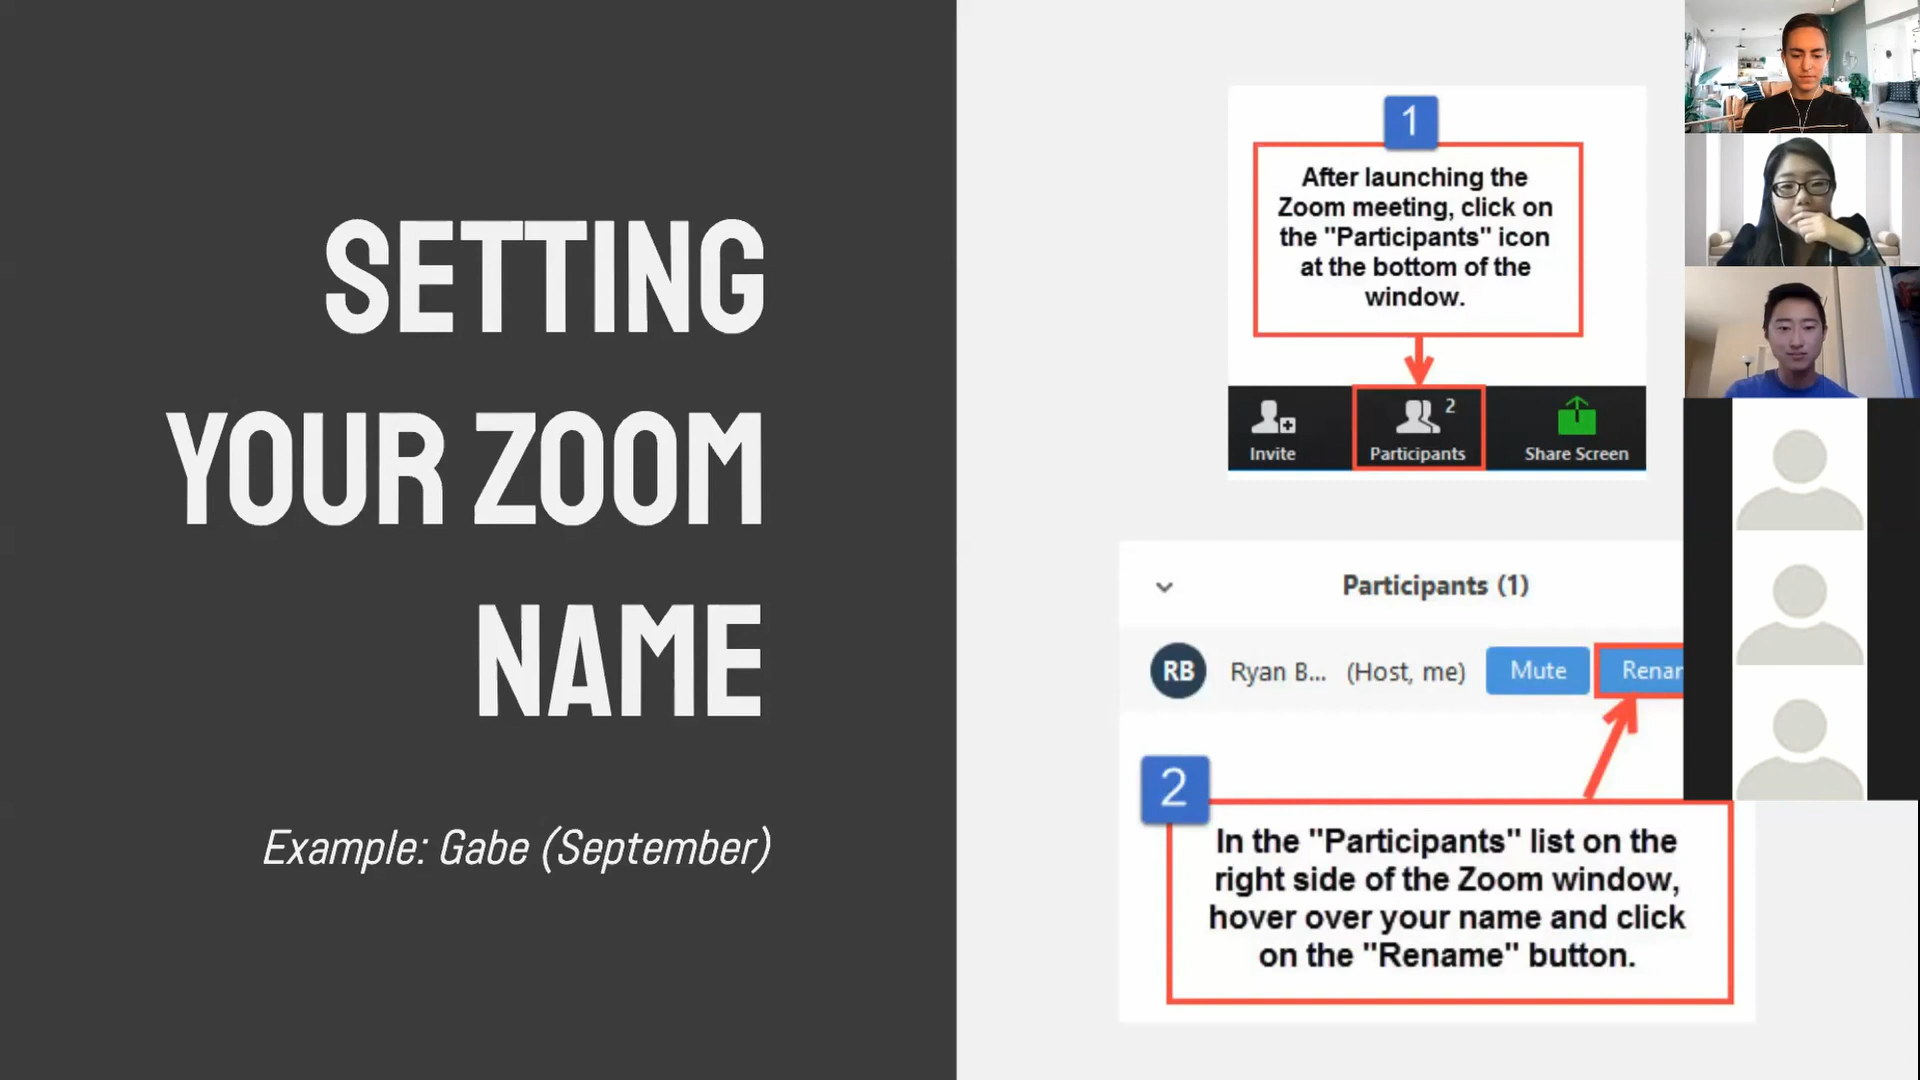 SETTING
YOUR ZOOM
NAME
Example: Gabe (September)
1
After launching the
Zoom meeting, click on
the "Participants" icon
at the bottom of the
window.
2
Invite
Participants
Share Screen
Participants (1)
RB Ryan B... (Host, me) Mute Renar
2
In the "Participants" list on the
right side of the Zoom window,
hover over your name and click
on the "Rename" button.